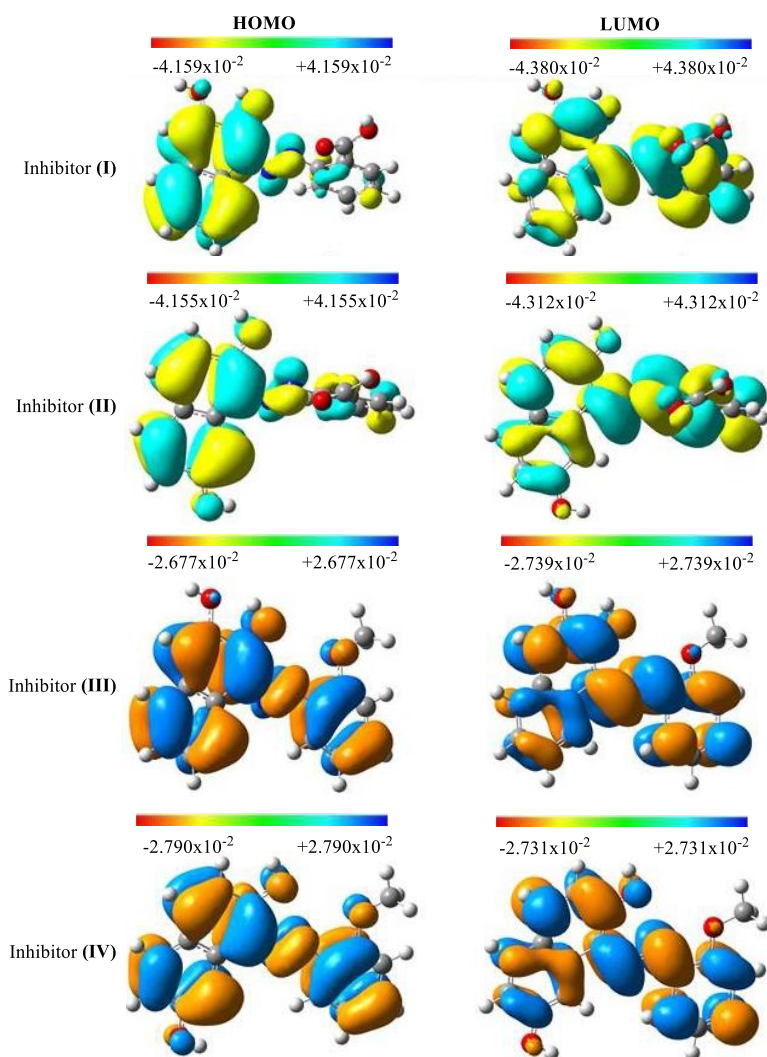 HOMO LUMO
-4.159x10⁻² +4.159x10⁻² -4.380x10⁻² +4.380x10⁻²
Inhibitor (I)
-4.155x10⁻² +4.155x10⁻² -4.312x10⁻² +4.312x10⁻²
Inhibitor (II)
-2.677x10⁻² +2.677x10⁻² -2.739x10⁻² +2.739x10⁻²
Inhibitor (III)
-2.790x10⁻² +2.790x10⁻² -2.731x10⁻² +2.731x10⁻²
Inhibitor (IV)